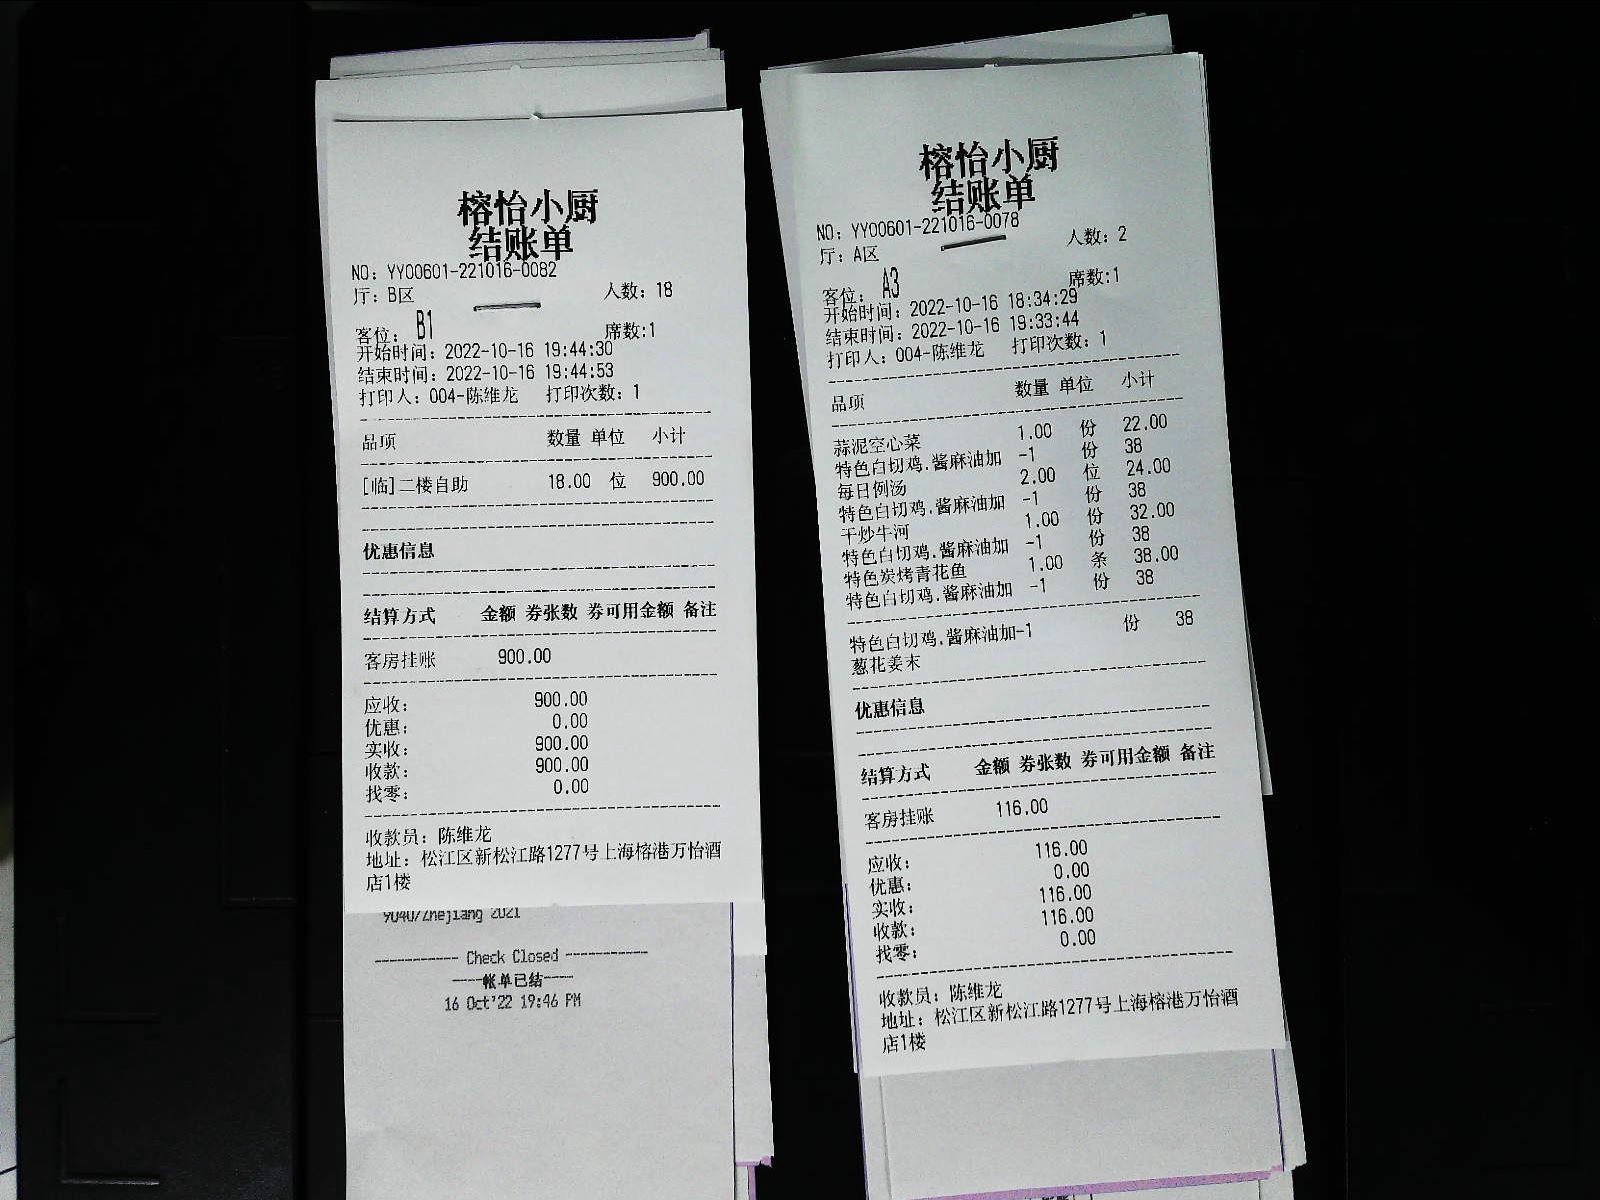 榕怡小厨
结账单
NO: YY00601-221016-0082
厅: B区 人数: 18
客位: B1 席数:1
开始时间: 2022-10-16 19:44:30
结束时间: 2022-10-16 19:44:53
打印人: 004-陈维龙 打印次数: 1
品项 数量 单位 小计
[临]二楼自助 18.00 位 900.00
优惠信息
结算方式 金额 券张数 券可用金额 备注
客房挂账 900.00
应收: 900.00
优惠: 0.00
实收: 900.00
收款: 900.00
找零: 0.00
收款员: 陈维龙
地址: 松江区新松江路1277号上海榕港万怡酒
店1楼
9040/Zhejiang 2021
Check Closed
帐单已结
16 Oct'22 19:46 PM
榕怡小厨
结账单
NO: YY00601-221016-0078
厅: A区 人数: 2
客位: A3 席数:1
开始时间: 2022-10-16 18:34:29
结束时间: 2022-10-16 19:33:44
打印人: 004-陈维龙 打印次数: 1
品项 数量 单位 小计
蒜泥空心菜 1.00 份 22.00
特色白切鸡.酱麻油加 -1 份 38
每日例汤 2.00 位 24.00
特色白切鸡.酱麻油加 -1 份 38
干炒牛河 1.00 份 32.00
特色白切鸡.酱麻油加 -1 份 38
特色炭烤青花鱼 1.00 条 38.00
特色白切鸡.酱麻油加 -1 份 38
特色白切鸡.酱麻油加-1 份 38
葱花姜末
优惠信息
结算方式 金额 券张数 券可用金额 备注
客房挂账 116.00
应收: 116.00
优惠: 0.00
实收: 116.00
收款: 116.00
找零: 0.00
收款员: 陈维龙
地址: 松江区新松江路1277号上海榕港万怡酒
店1楼